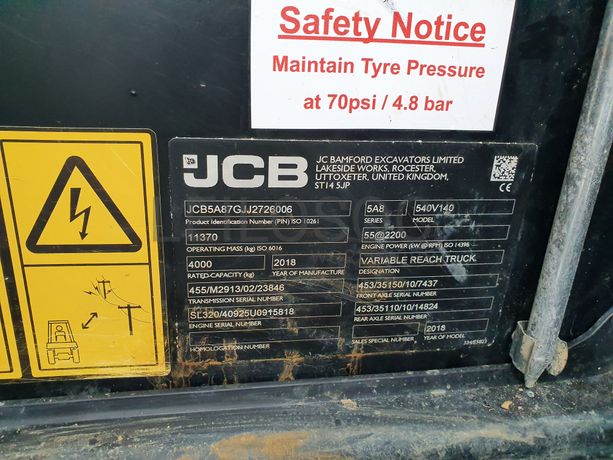 Safety Notice
Maintain Tyre Pressure
at 70psi / 4.8 bar
JCB
JC BAMFORD EXCAVATORS LIMITED
LAKESIDE WORKS, ROCESTER,
UTTOXETER, UNITED KINGDOM,
ST14 5JP
CE
JCB5A87GJJ2726006 5A8 540V140
Product Identification Number (PIN) ISO 10261 SERIES MODEL
11370 55@2200
OPERATING MASS (kg) ISO 6016 ENGINE POWER (kW @ RPM) ISO 14396
4000 2018 VARIABLE REACH TRUCK
RATED CAPACITY (kg) YEAR OF MANUFACTURE DESIGNATION
455/M2913/02/23846 453/35150/10/7437
TRANSMISSION SERIAL NUMBER FRONT AXLE SERIAL NUMBER
SL320/40925U0915818 453/35110/10/14824
ENGINE SERIAL NUMBER REAR AXLE SERIAL NUMBER
2018
HOMOLOGATION NUMBER SALES SPECIAL NUMBER YEAR OF MODEL